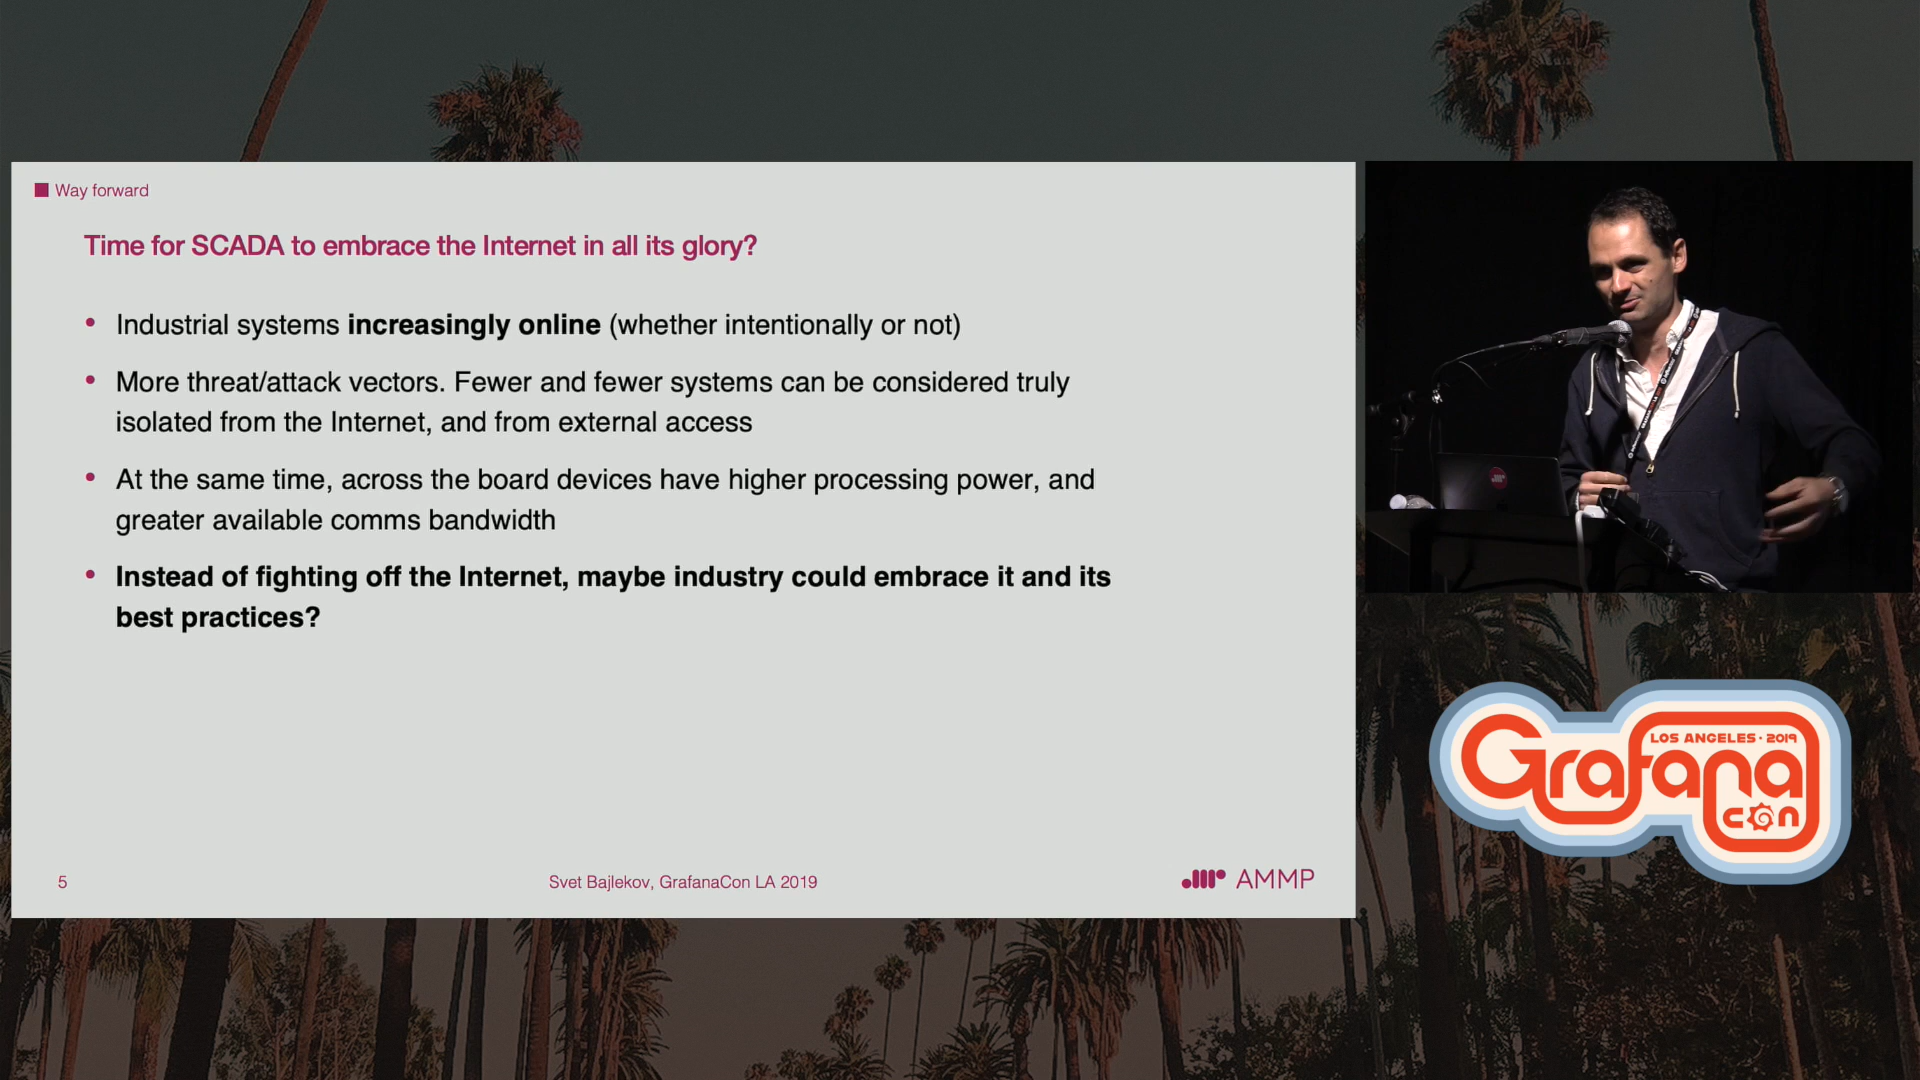 Way forward
Time for SCADA to embrace the Internet in all its glory?
• Industrial systems increasingly online (whether intentionally or not)
• More threat/attack vectors. Fewer and fewer systems can be considered truly
isolated from the Internet, and from external access
• At the same time, across the board devices have higher processing power, and
greater available comms bandwidth
• Instead of fighting off the Internet, maybe industry could embrace it and its
best practices?
5
Svet Bajlekov, GrafanaCon LA 2019
AMMP
LOS ANGELES · 2019
Grafana
con